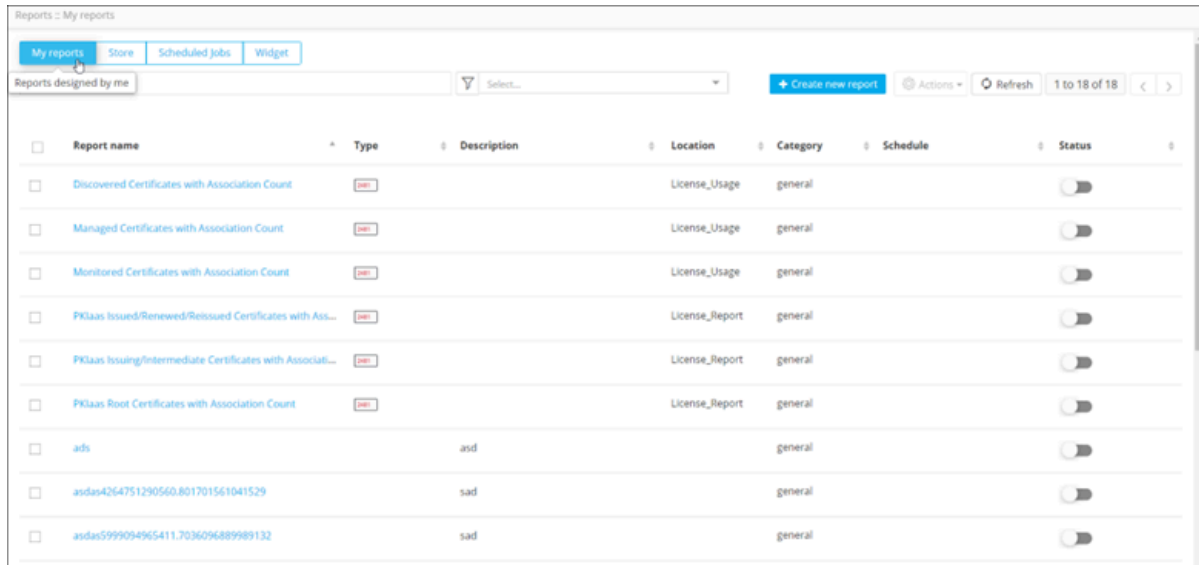 Reports :: My reports
My reports Store Scheduled Jobs Widget
Reports designed by me
Select...
+ Create new report Actions Refresh 1 to 18 of 18
Report name Type Description Location Category Schedule Status
Discovered Certificates with Association Count License_Usage general
Managed Certificates with Association Count License_Usage general
Monitored Certificates with Association Count License_Usage general
PKIaas Issued/Renewed/Reissued Certificates with Ass... License_Report general
PKIaas Issuing/Intermediate Certificates with Associati... License_Report general
PKIaas Root Certificates with Association Count License_Report general
ads asd general
asdas4264751290560.801701561041529 sad general
asdas5999094965411.7036096889989132 sad general